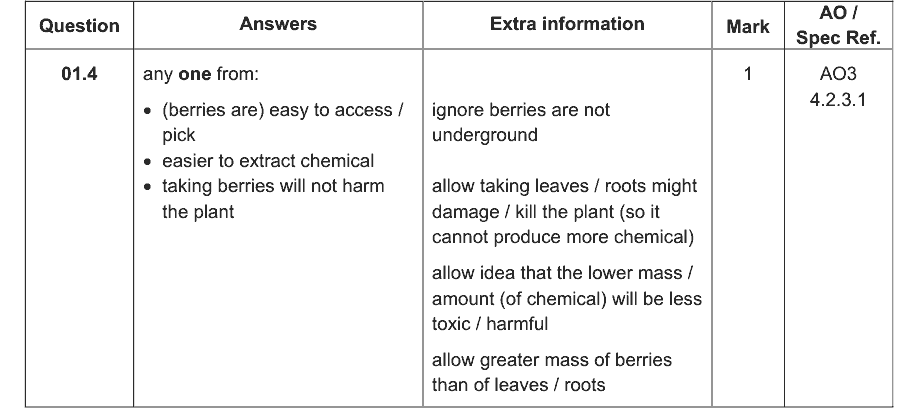 Question Answers Extra information Mark AO /
Spec Ref.
01.4 any one from: 1 AO3
4.2.3.1
• (berries are) easy to access /
pick
ignore berries are not
underground
• easier to extract chemical
• taking berries will not harm
the plant
allow taking leaves / roots might
damage / kill the plant (so it
cannot produce more chemical)
allow idea that the lower mass /
amount (of chemical) will be less
toxic / harmful
allow greater mass of berries
than of leaves / roots